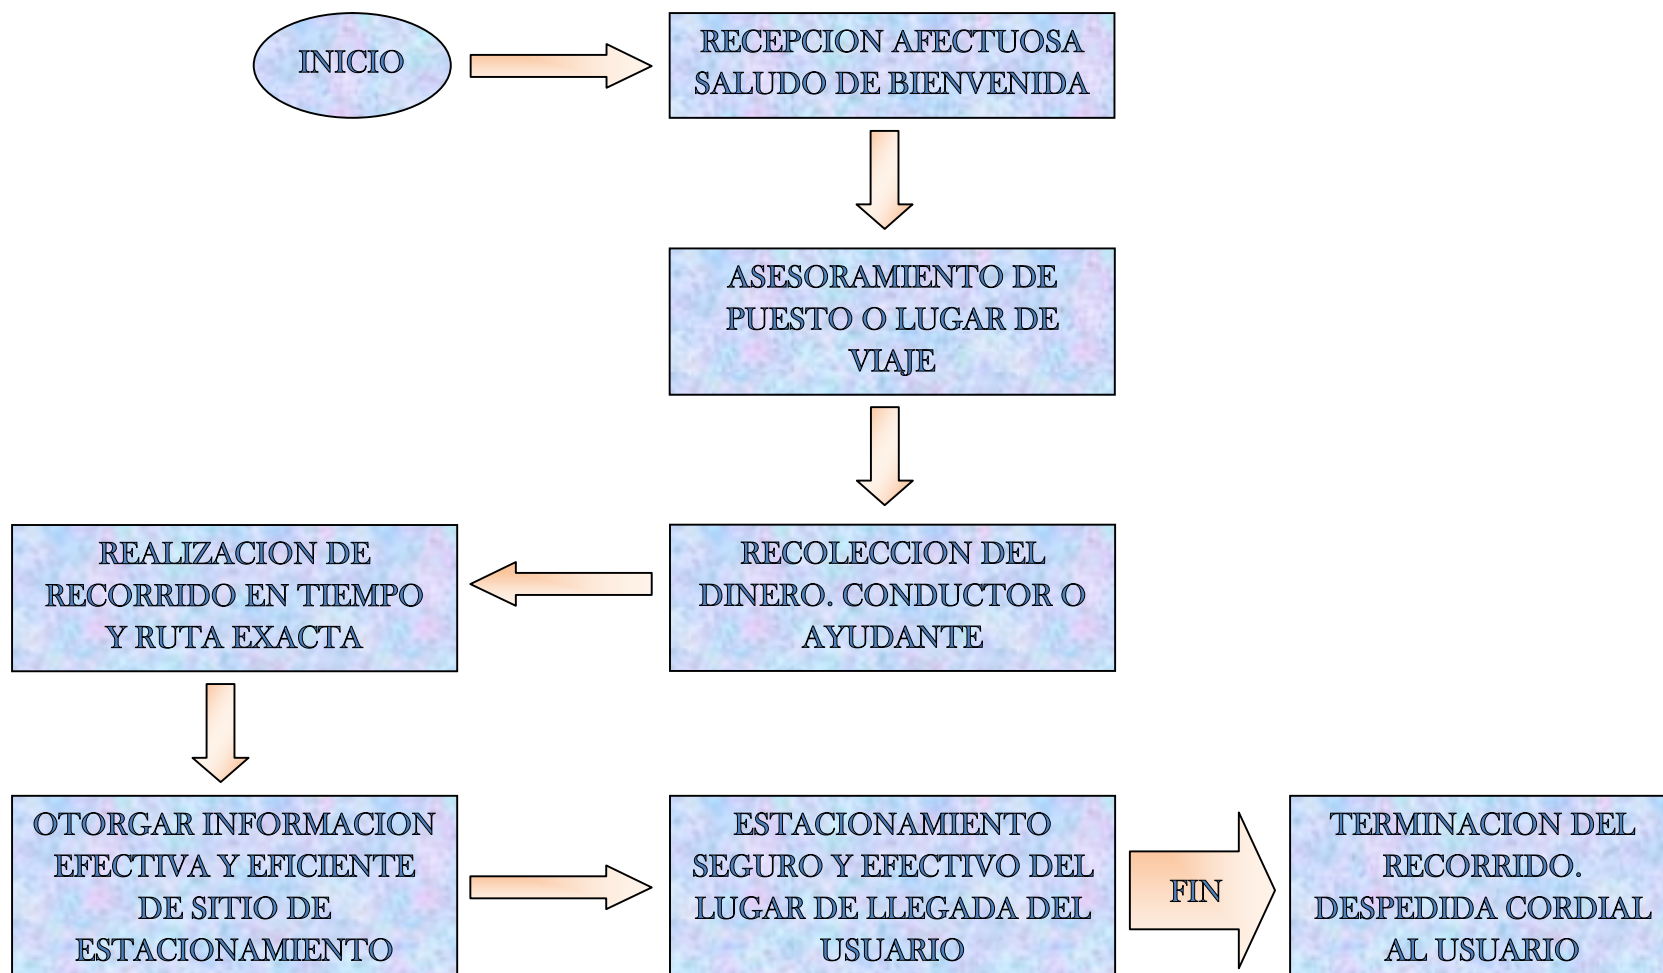 INICIO
RECEPCION AFECTUOSA
SALUDO DE BIENVENIDA
ASESORAMIENTO DE
PUESTO O LUGAR DE
VIAJE
RECOLECCION DEL
DINERO. CONDUCTOR O
AYUDANTE
REALIZACION DE
RECORRIDO EN TIEMPO
Y RUTA EXACTA
OTORGAR INFORMACION
EFECTIVA Y EFICIENTE
DE SITIO DE
ESTACIONAMIENTO
ESTACIONAMIENTO
SEGURO Y EFECTIVO DEL
LUGAR DE LLEGADA DEL
USUARIO
FIN
TERMINACION DEL
RECORRIDO.
DESPEDIDA CORDIAL
AL USUARIO